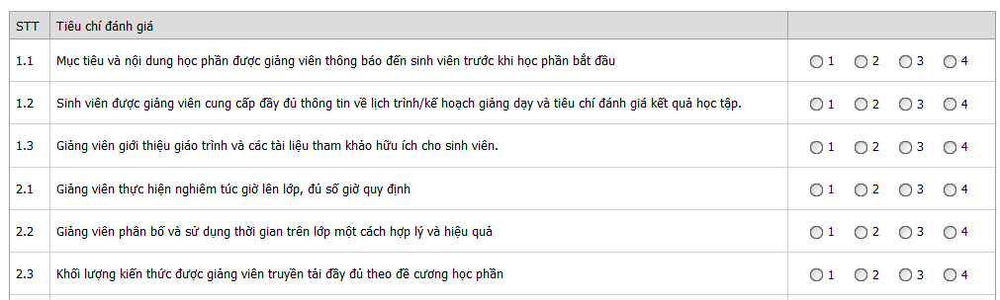 STT Tiêu chí đánh giá
1.1 Mục tiêu và nội dung học phần được giảng viên thông báo đến sinh viên trước khi học phần bắt đầu 1 2 3 4
1.2 Sinh viên được giảng viên cung cấp đầy đủ thông tin về lịch trình/kế hoạch giảng dạy và tiêu chí đánh giá kết quả học tập. 1 2 3 4
1.3 Giảng viên giới thiệu giáo trình và các tài liệu tham khảo hữu ích cho sinh viên. 1 2 3 4
2.1 Giảng viên thực hiện nghiêm túc giờ lên lớp, đủ số giờ quy định 1 2 3 4
2.2 Giảng viên phân bố và sử dụng thời gian trên lớp một cách hợp lý và hiệu quả 1 2 3 4
2.3 Khối lượng kiến thức được giảng viên truyền tải đầy đủ theo đề cương học phần 1 2 3 4